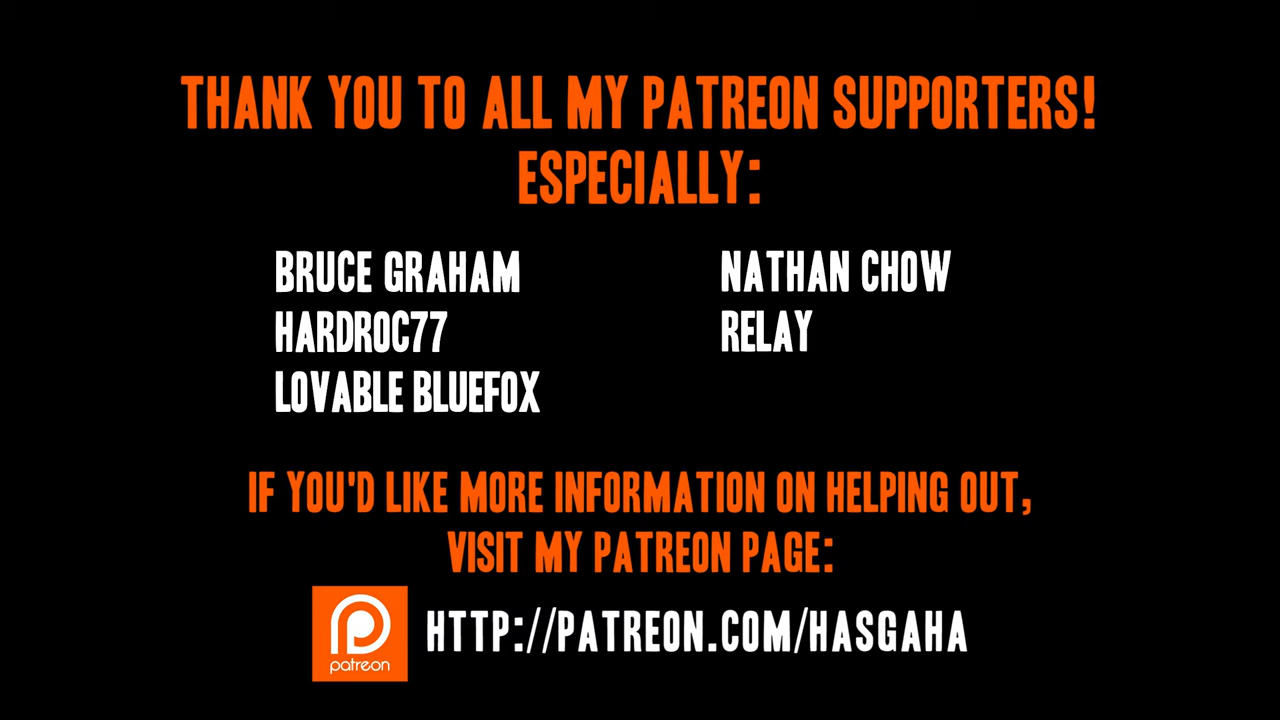 THANK YOU TO ALL MY PATREON SUPPORTERS!
ESPECIALLY:
BRUCE GRAHAM
HARDROC77
LOVABLE BLUEFOX
NATHAN CHOW
RELAY
IF YOU'D LIKE MORE INFORMATION ON HELPING OUT,
VISIT MY PATREON PAGE:
patreon
HTTP://PATREON.COM/HASGAHA